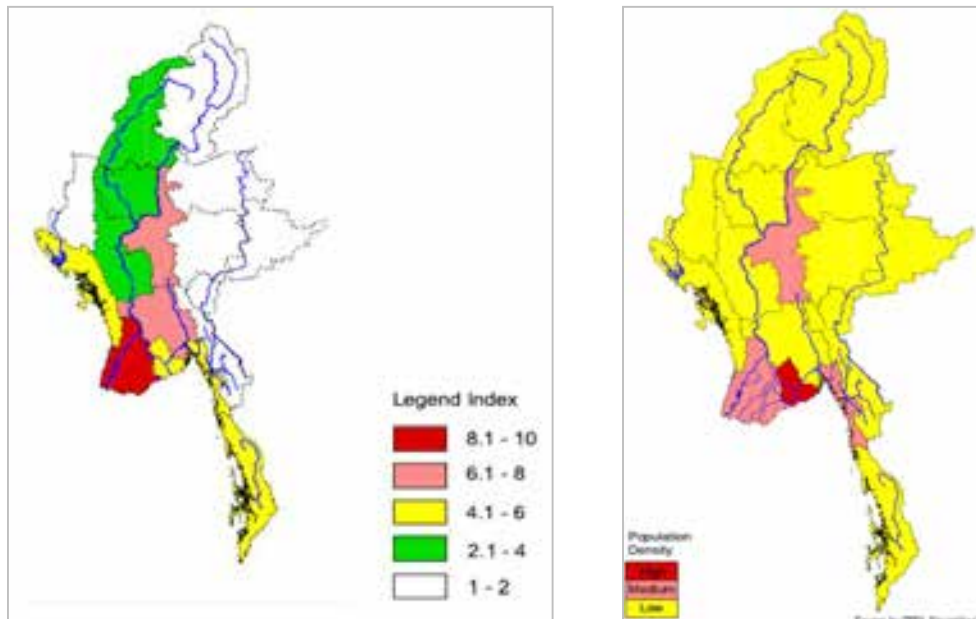 Legend Index
8.1 - 10
6.1 - 8
4.1 - 6
2.1 - 4
1 - 2
Population
Density
High
Medium
Low